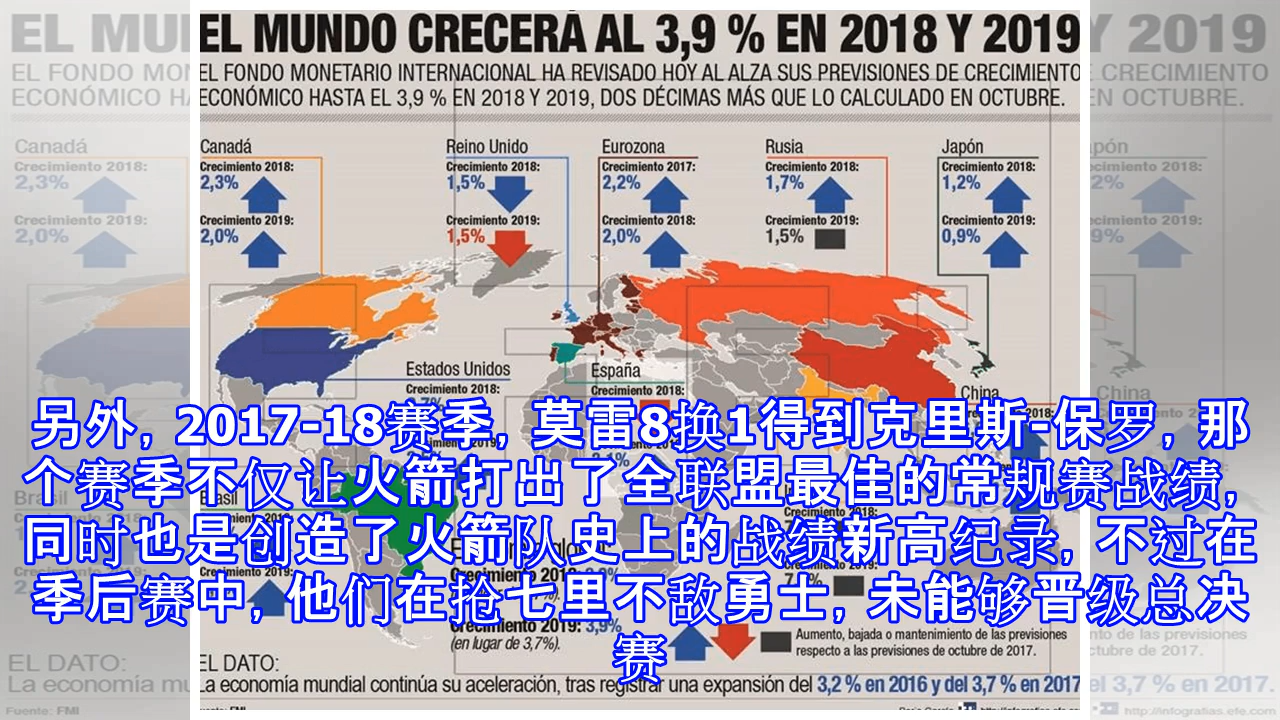 EL MUNDO CRECERÁ AL 3,9 % EN 2018 Y 2019
EL FONDO MONETARIO INTERNACIONAL HA REVISADO HOY AL ALZA SUS PREVISIONES DE CRECIMIENTO
ECONÓMICO HASTA EL 3,9 % EN 2018 Y 2019, DOS DÉCIMAS MÁS QUE LO CALCULADO EN OCTUBRE.
Canadá
Crecimiento 2018:
2,3%
Crecimiento 2019:
2,0%
Reino Unido
Crecimiento 2018:
1,5%
Crecimiento 2019:
1,5%
Eurozona
Crecimiento 2017:
2,2%
Crecimiento 2018:
2,0%
Rusia
Crecimiento 2018:
1,7%
Crecimiento 2019:
1,5%
Japón
Crecimiento 2018:
1,2%
Crecimiento 2019:
0,9%
Estados Unidos
Crecimiento 2018:
España
Crecimiento 2018:
China
Brasil
另外, 2017-18赛季, 莫雷8换1得到克里斯-保罗, 那
个赛季不仅让火箭打出了全联盟最佳的常规赛战绩,
同时也是创造了火箭队史上的战绩新高纪录, 不过在
季后赛中, 他们在抢七里不敌勇士, 未能够晋级总决
赛
Crecimiento 2019: 3,9%
(en lugar de 3,7%).
Aumento, bajada o mantenimiento de las previsiones
respecto a las previsiones de octubre de 2017.
EL DATO:
La economía mundial continúa su aceleración, tras registrar una expansión del 3,2 % en 2016 y del 3,7 % en 2017
Fuente: FMI
http://infografias.efe.com